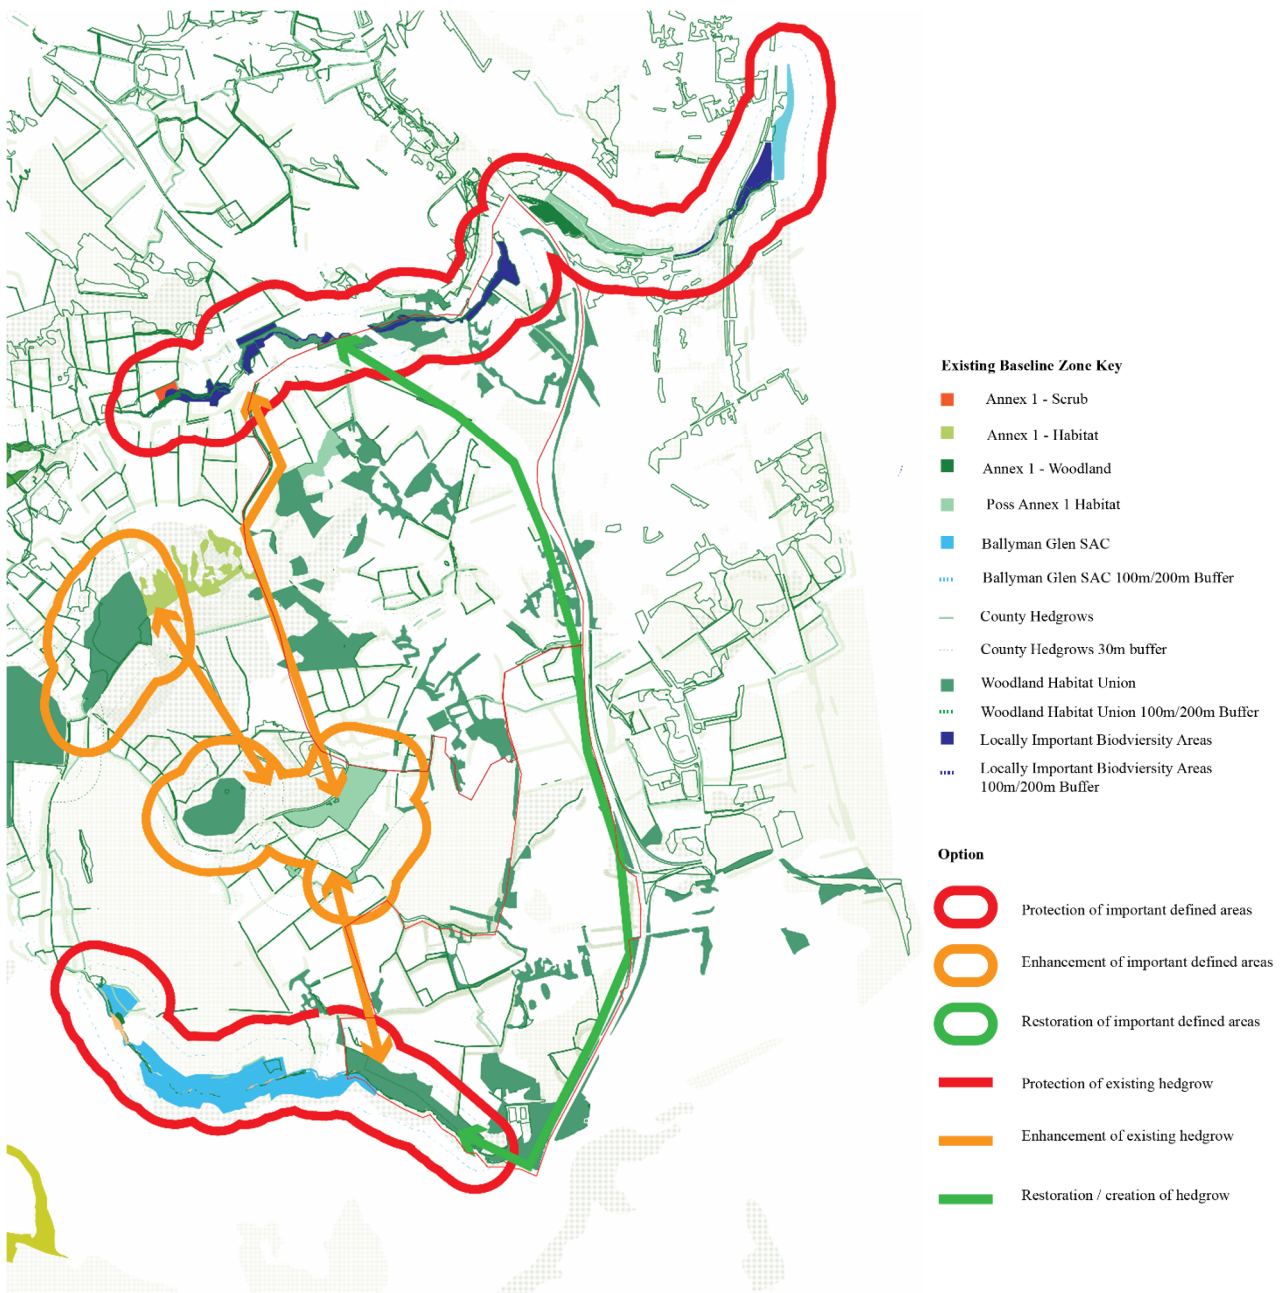 Existing Baseline Zone Key
Annex 1 - Scrub
Annex 1 - Habitat
Annex 1 - Woodland
Poss Annex 1 Habitat
Ballyman Glen SAC
Ballyman Glen SAC 100m/200m Buffer
County Hedgrows
County Hedgrows 30m buffer
Woodland Habitat Union
Woodland Habitat Union 100m/200m Buffer
Locally Important Biodviersity Areas
Locally Important Biodviersity Areas
100m/200m Buffer
Option
Protection of important defined areas
Enhancement of important defined areas
Restoration of important defined areas
Protection of existing hedgrow
Enhancement of existing hedgrow
Restoration / creation of hedgrow